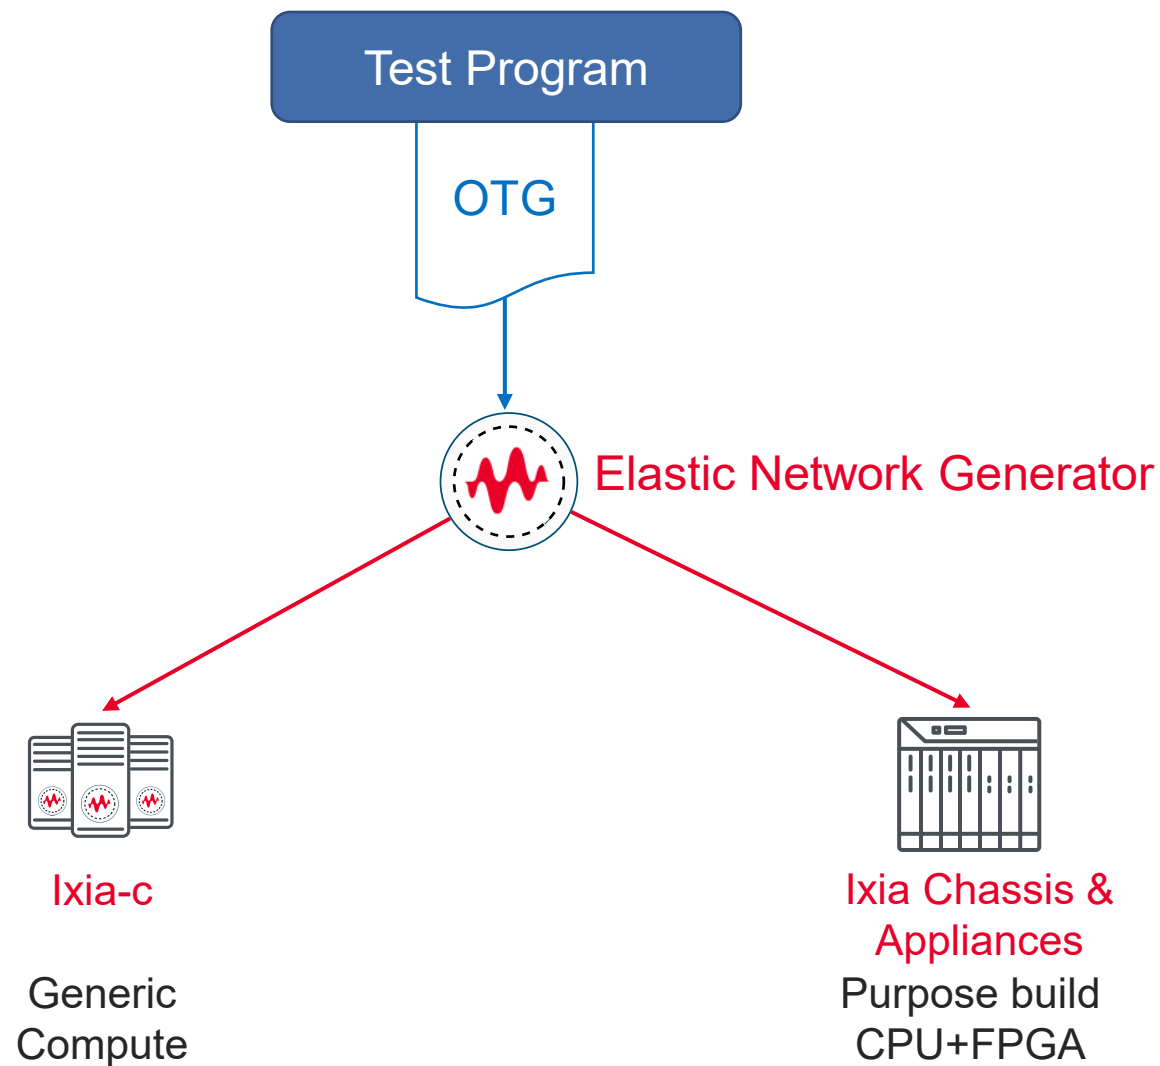 Test Program
OTG
Elastic Network Generator
Ixia-c
Generic
Compute
Ixia Chassis &
Appliances
Purpose build
CPU+FPGA